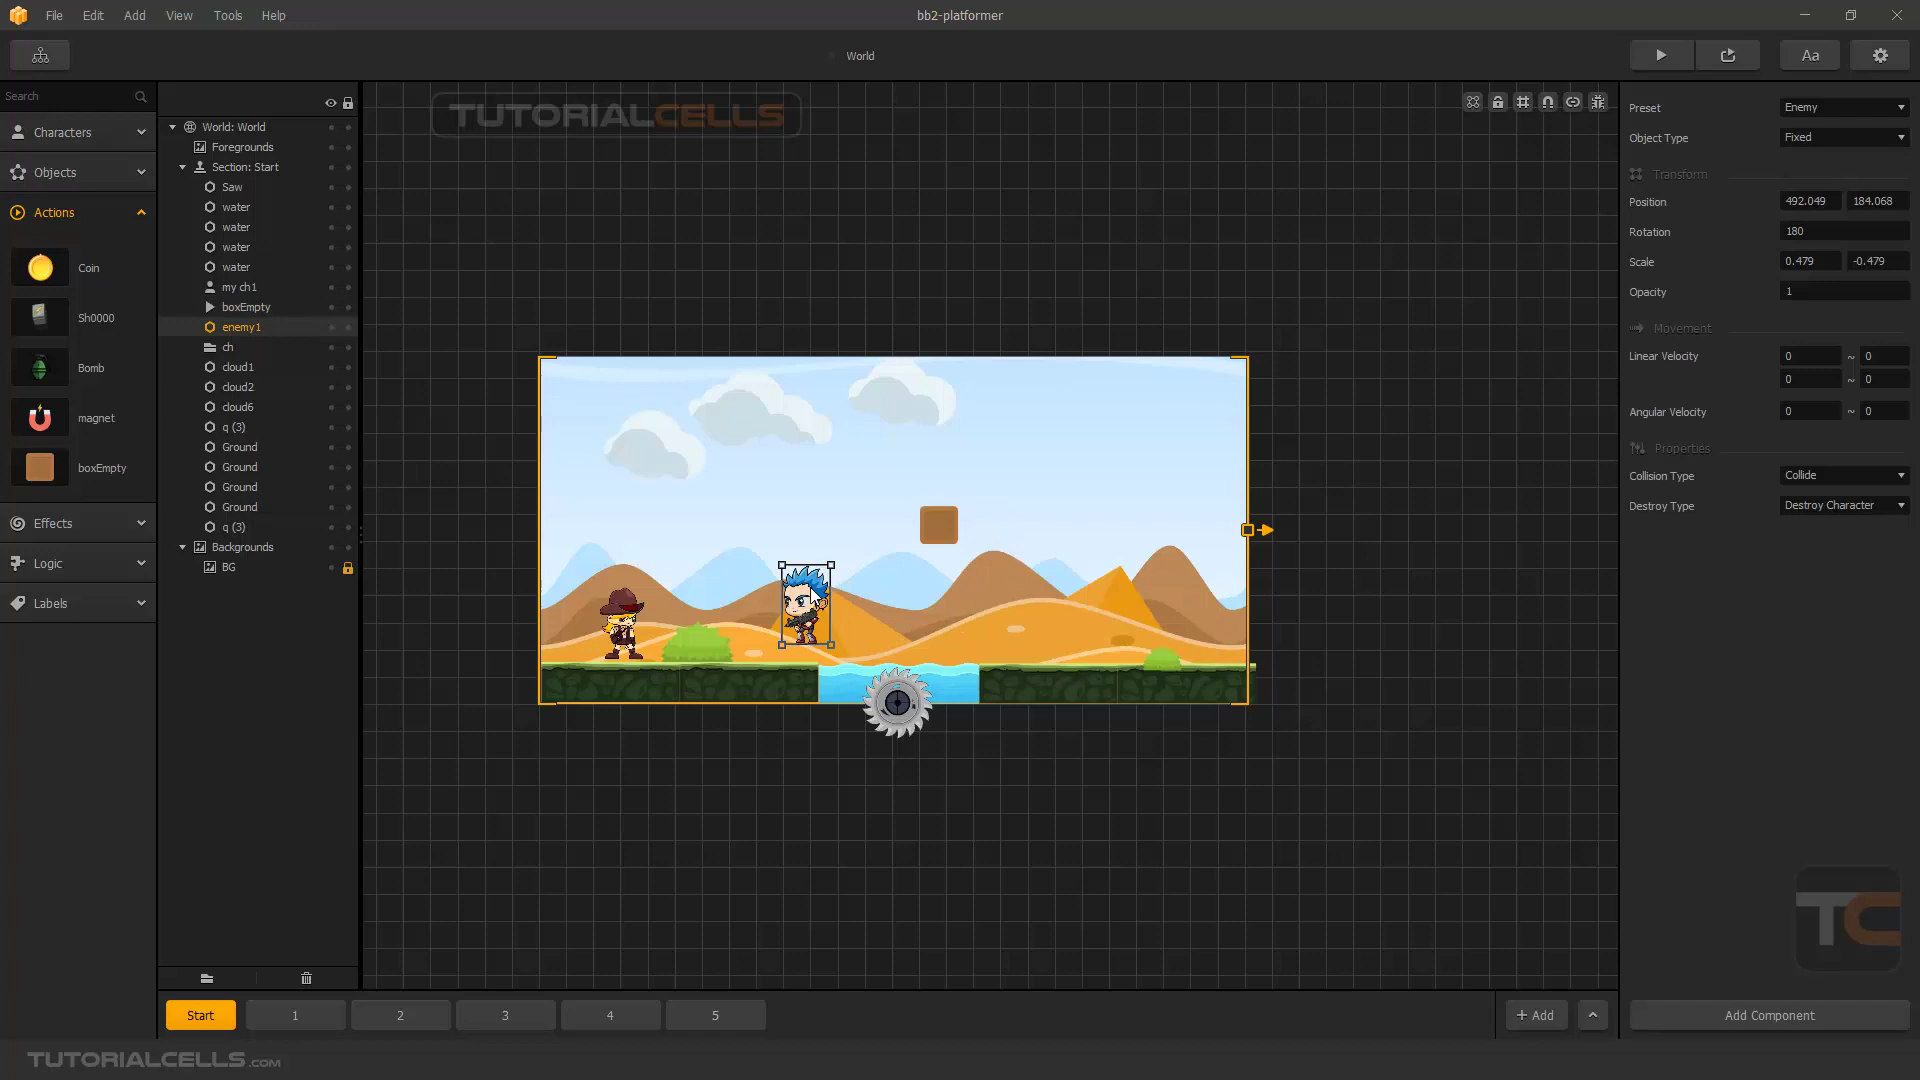 File Edit View Add Tools Help
bb2-platformer
World
Aa
Search
Characters
Objects
Actions
Coin
Sh0000
Bomb
magnet
boxEmpty
Effects
Logic
Labels
World: World
Foregrounds
Section: Start
Saw
water
water
water
water
my ch1
boxEmpty
enemy1
ch
cloud1
cloud2
cloud6
q (3)
Ground
Ground
Ground
Ground
q (3)
Backgrounds
BG
TUTORIALCELLS
Preset Enemy
Object Type Fixed
Transform
Position 492.049 184.068
Rotation 180
Scale 0.479 -0.479
Opacity 1
Movement
Linear Velocity 0 ~ 0
0 ~ 0
Angular Velocity 0 ~ 0
Properties
Collision Type Collide
Destroy Type Destroy Character
TC
Start 1 2 3 4 5
+ Add
Add Component
TUTORIALCELLS.COM